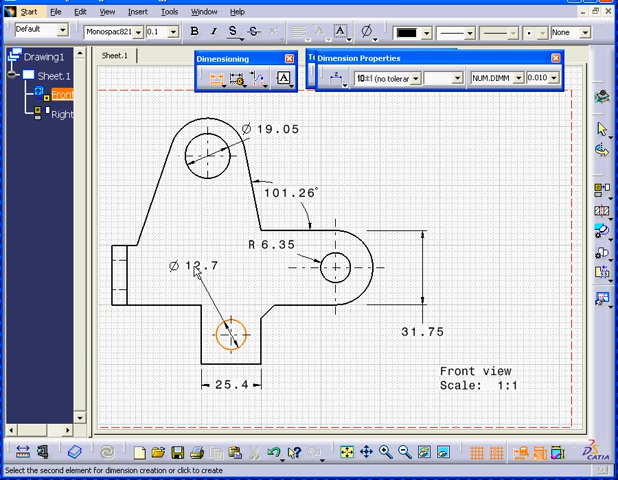 Start File Edit View Insert Tools Window Help
Default Monospac821 0.1 B I S S A None
Drawing1
Sheet.1
Front
Right
Sheet.1
Dimensioning
Dimension Properties
10±1 (no tolerar NUM.DIMM 0.010
Ø 19.05
101.26°
R 6.35
Ø 12.7
31.75
25.4
Front view
Scale: 1:1
CATIA
Select the second element for dimension creation or click to create